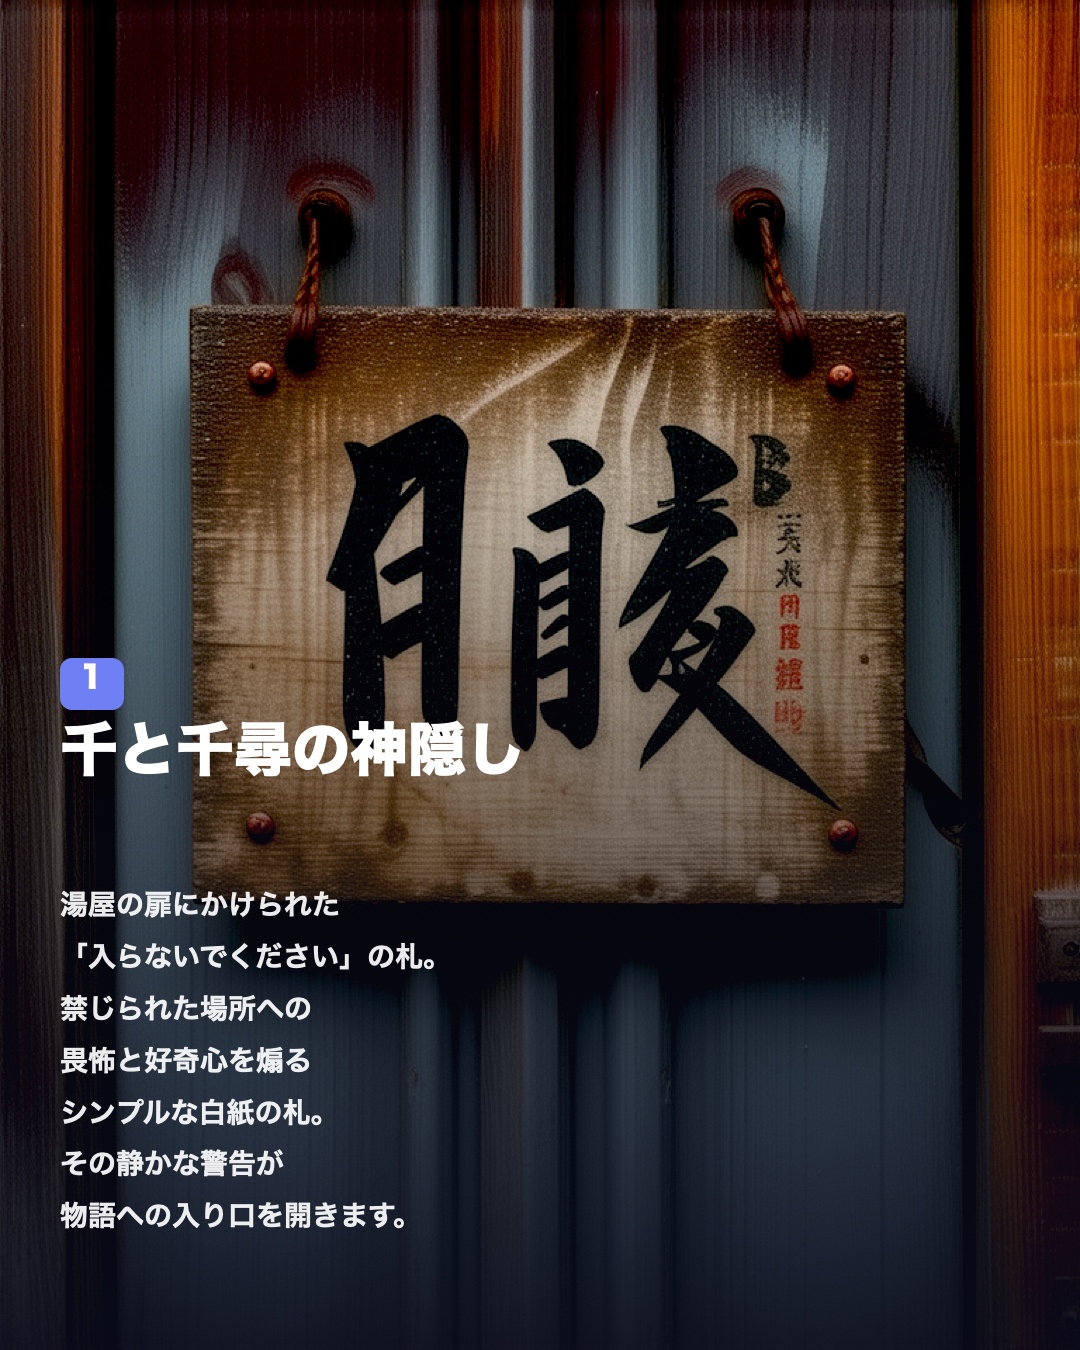 1
千と千尋の神隠し
湯屋の扉にかけられた
「入らないでください」の札。
禁じられた場所への
畏怖と好奇心を煽る
シンプルな白紙の札。
その静かな警告が
物語への入り口を開きます。